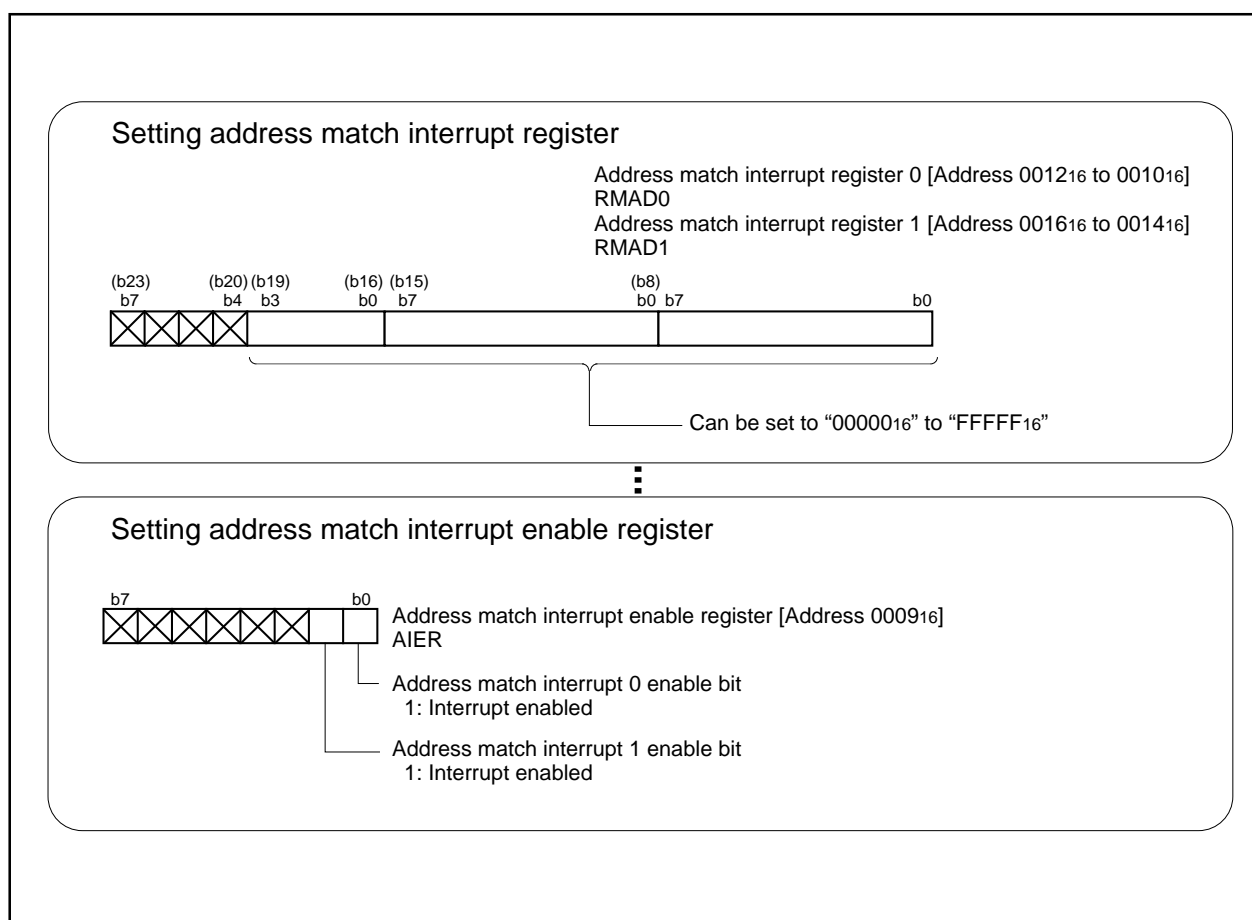 Setting address match interrupt register
Address match interrupt register 0 [Address 0012₁₆ to 0010₁₆]
RMAD0
Address match interrupt register 1 [Address 0016₁₆ to 0014₁₆]
RMAD1
(b23) (b20) (b19) (b16) (b15) (b8)
b7 b4 b3 b0 b7 b0 b7 b0
Can be set to “00000₁₆” to “FFFFF₁₆”
Setting address match interrupt enable register
b7 b0
Address match interrupt enable register [Address 0009₁₆]
AIER
Address match interrupt 0 enable bit
1: Interrupt enabled
Address match interrupt 1 enable bit
1: Interrupt enabled